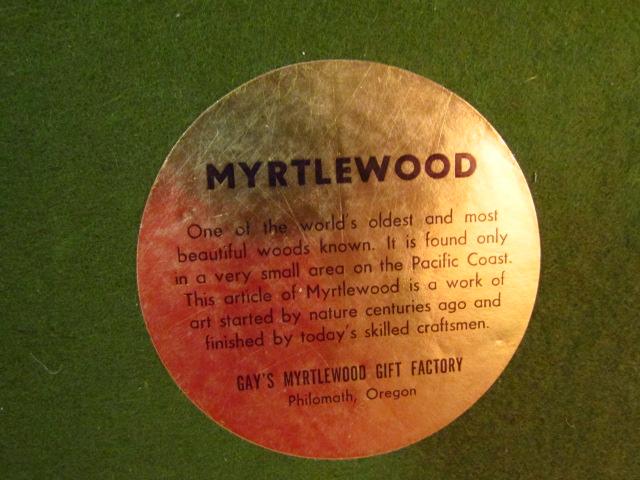 MYRTLEWOOD
One of the world's oldest and most
beautiful woods known. It is found only
in a very small area on the Pacific Coast.
This article of Myrtlewood is a work of
art started by nature centuries ago and
finished by today's skilled craftsmen.
GAY'S MYRTLEWOOD GIFT FACTORY
Philomath, Oregon